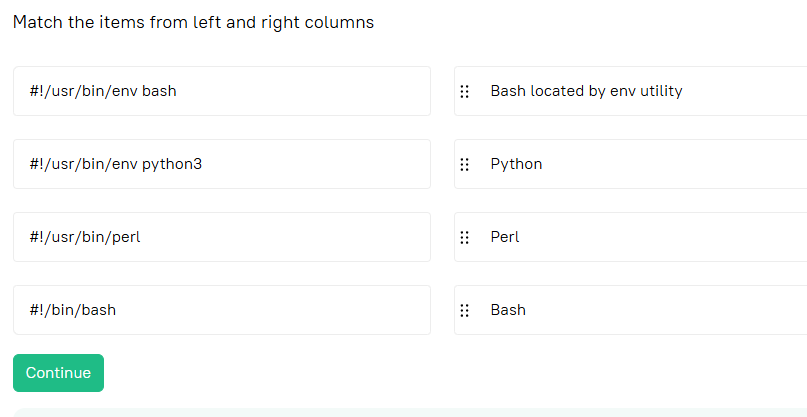 Match the items from left and right columns
#!/usr/bin/env bash
Bash located by env utility
#!/usr/bin/env python3
Python
#!/usr/bin/perl
Perl
#!/bin/bash
Bash
Continue